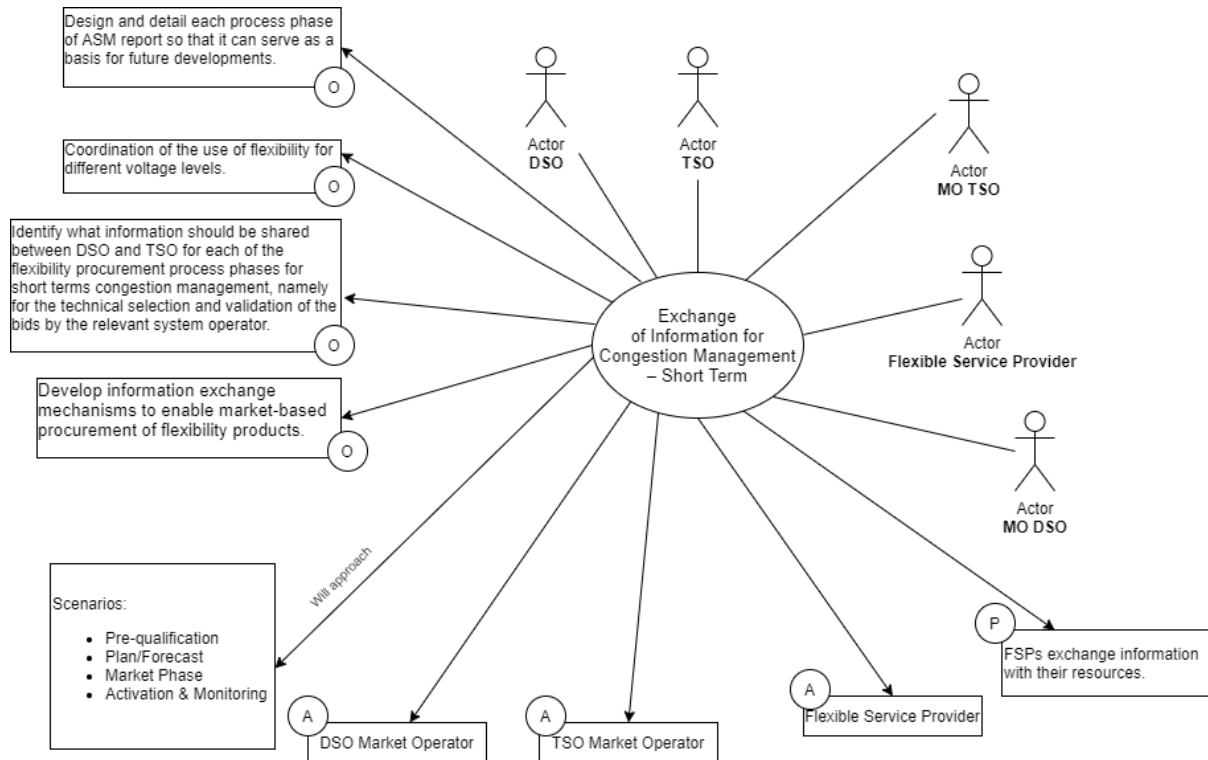 Design and detail each process phase
of ASM report so that it can serve as a
basis for future developments.
O
Coordination of the use of flexibility for
different voltage levels.
O
Identify what information should be shared
between DSO and TSO for each of the
flexibility procurement process phases for
short terms congestion management, namely
for the technical selection and validation of the
bids by the relevant system operator.
O
Develop information exchange
mechanisms to enable market-based
procurement of flexibility products.
O
Actor
DSO
Actor
TSO
Actor
MO TSO
Actor
Flexible Service Provider
Actor
MO DSO
Exchange
of Information for
Congestion Management
– Short Term
Will approach
Scenarios:
• Pre-qualification
• Plan/Forecast
• Market Phase
• Activation & Monitoring
A
DSO Market Operator
A
TSO Market Operator
A
Flexible Service Provider
P
FSPs exchange information
with their resources.